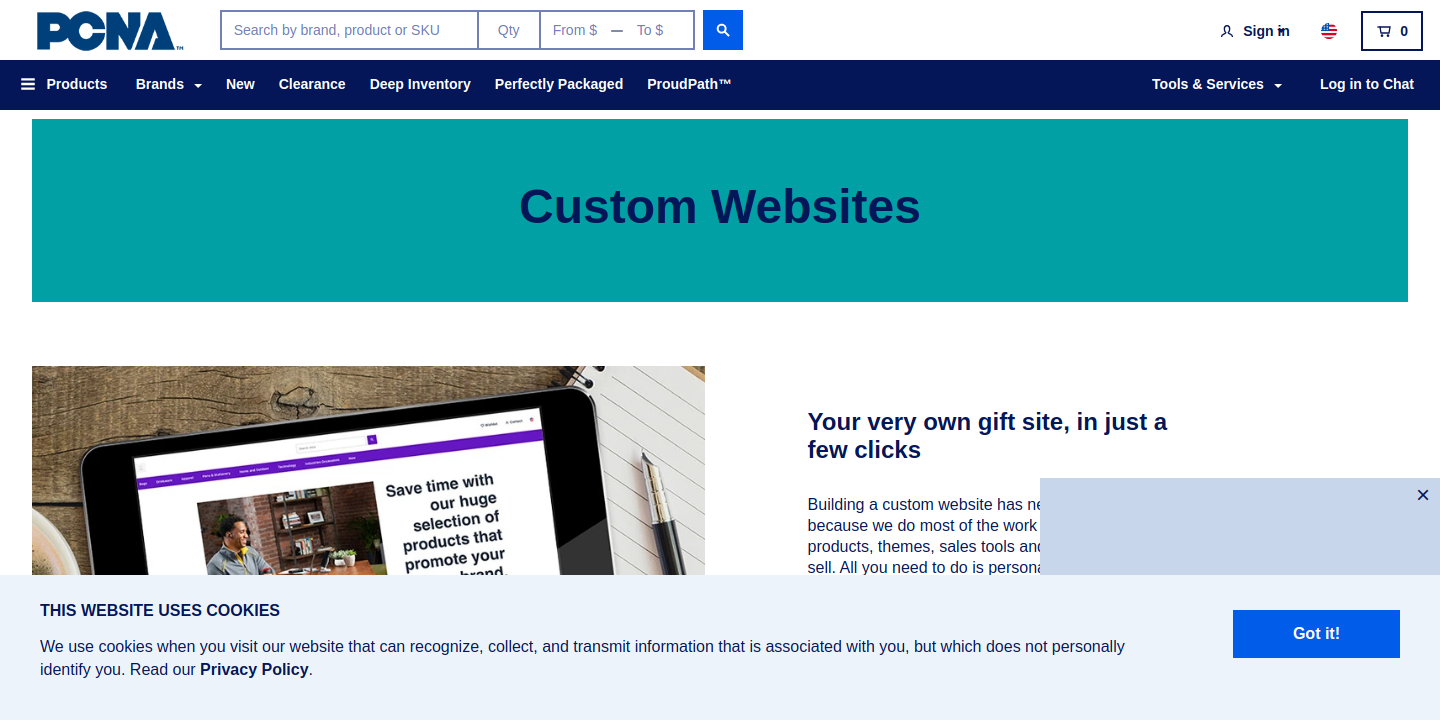 PCNA™
Search by brand, product or SKU
Qty
From $ — To $
Sign in
0
Products
Brands
New
Clearance
Deep Inventory
Perfectly Packaged
ProudPath™
Tools & Services
Log in to Chat
Custom Websites
Save time with
our huge
selection of
products that
promote your
brand.
Your very own gift site, in just a
few clicks
Building a custom website has ne
because we do most of the work
products, themes, sales tools and
sell. All you need to do is persona
THIS WEBSITE USES COOKIES
We use cookies when you visit our website that can recognize, collect, and transmit information that is associated with you, but which does not personally
identify you. Read our Privacy Policy.
Got it!